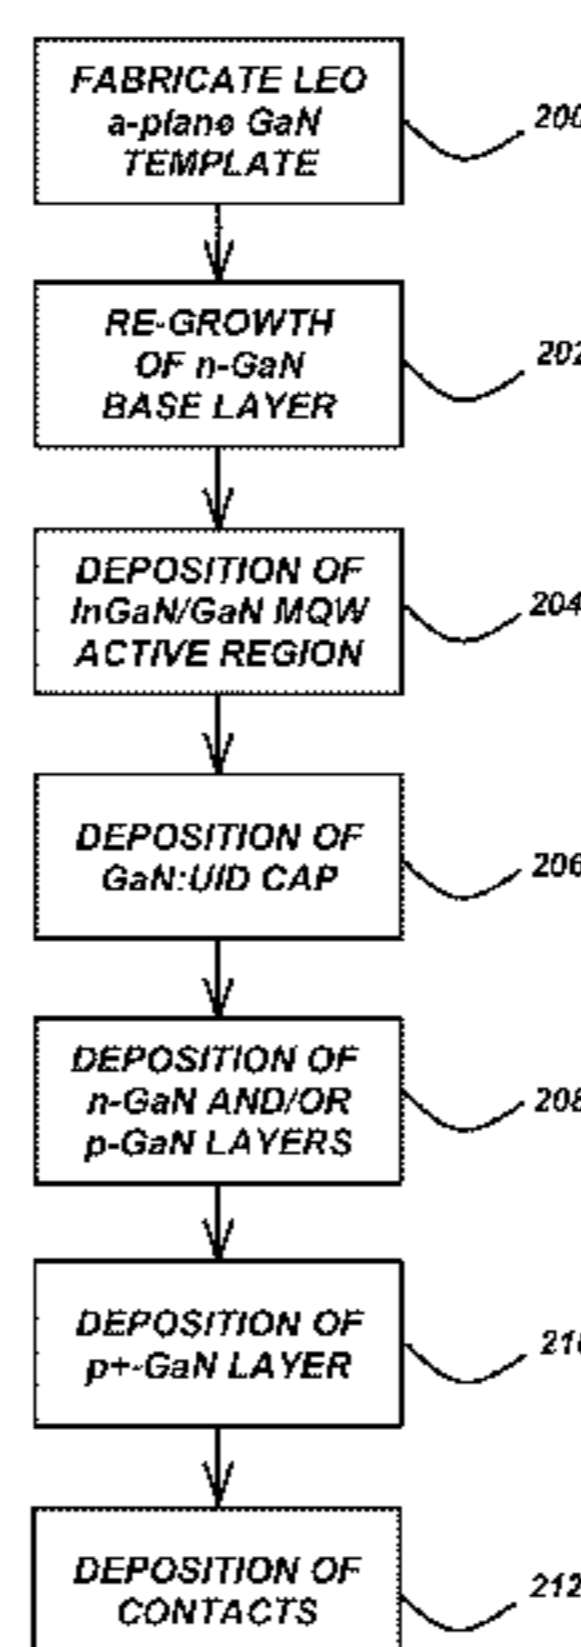 FABRICATE LEO
a-plane GaN
TEMPLATE
200
RE-GROWTH
OF n-GaN
BASE LAYER
202
DEPOSITION OF
InGaN/GaN MQW
ACTIVE REGION
204
DEPOSITION OF
GaN:UID CAP
206
DEPOSITION OF
n-GaN AND/OR
p-GaN LAYERS
208
DEPOSITION OF
p+-GaN LAYER
210
DEPOSITION OF
CONTACTS
212